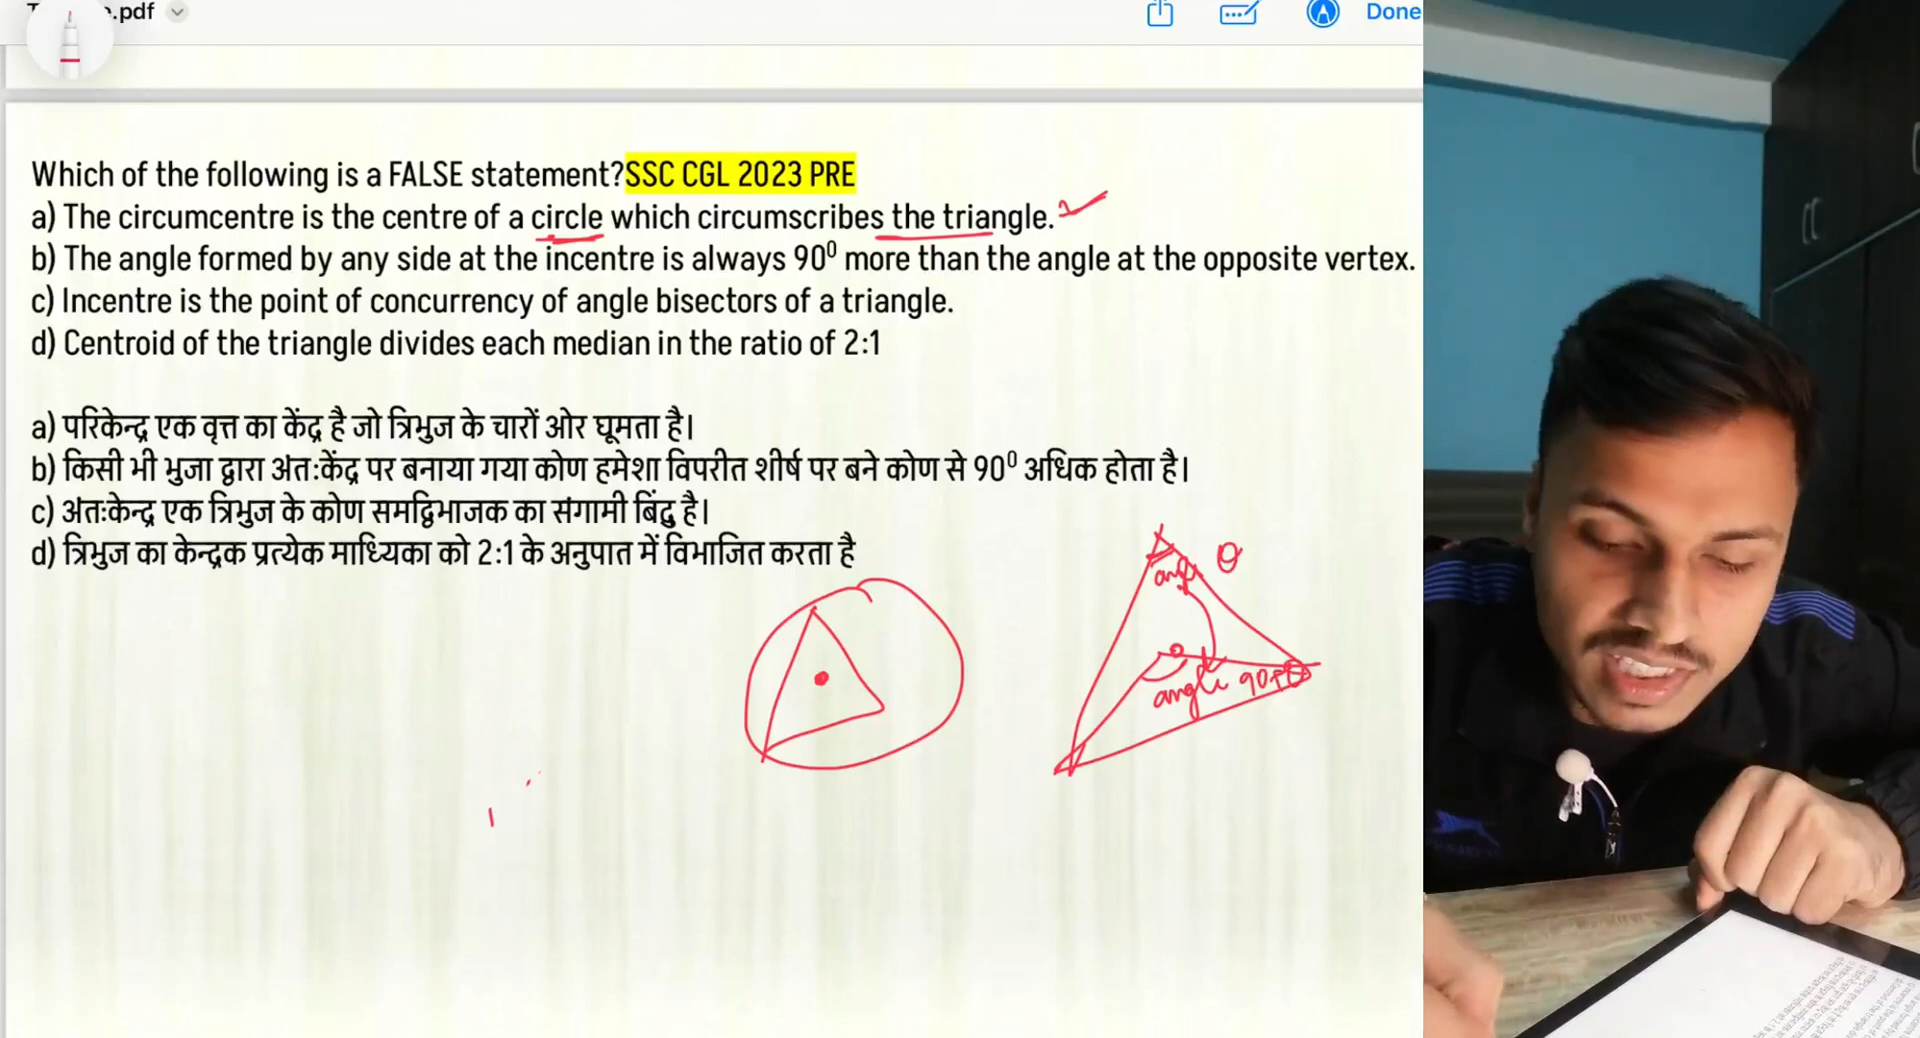 .pdf
Done
Which of the following is a FALSE statement?SSC CGL 2023 PRE
a) The circumcentre is the centre of a circle which circumscribes the triangle.
b) The angle formed by any side at the incentre is always 90⁰ more than the angle at the opposite vertex.
c) Incentre is the point of concurrency of angle bisectors of a triangle.
d) Centroid of the triangle divides each median in the ratio of 2:1
a) परिकेन्द्र एक वृत्त का केंद्र है जो त्रिभुज के चारों ओर घूमता है।
b) किसी भी भुजा द्वारा अंत:केंद्र पर बनाया गया कोण हमेशा विपरीत शीर्ष पर बने कोण से 90⁰ अधिक होता है।
c) अंतःकेन्द्र एक त्रिभुज के कोण समद्विभाजक का संगामी बिंदु है।
d) त्रिभुज का केन्द्रक प्रत्येक माध्यिका को 2:1 के अनुपात में विभाजित करता है
θ
angle 90+θ